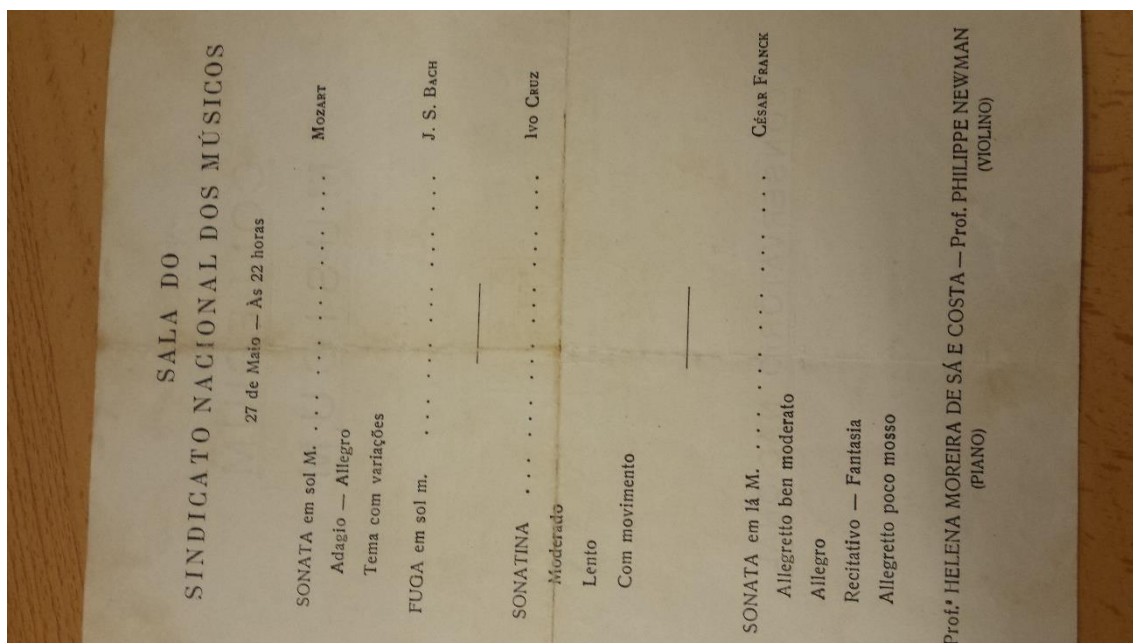 SALA DO
SINDICATO NACIONAL DOS MÚSICOS
27 de Maio — Às 22 horas
SONATA em sol M. . . . . . . . . . . . . . MOZART
Adagio — Allegro
Tema com variações
FUGA em sol m. . . . . . . . . . . . . . J. S. BACH
SONATINA . . . . . . . . . . . . . . . IVO CRUZ
Moderado
Lento
Com movimento
SONATA em lá M. . . . . . . . . . . . . . CÉSAR FRANCK
Allegretto ben moderato
Allegro
Recitativo — Fantasia
Allegretto poco mosso
Prof.ª HELENA MOREIRA DE SÁ E COSTA — Prof. PHILIPPE NEWMAN
(PIANO) (VIOLINO)